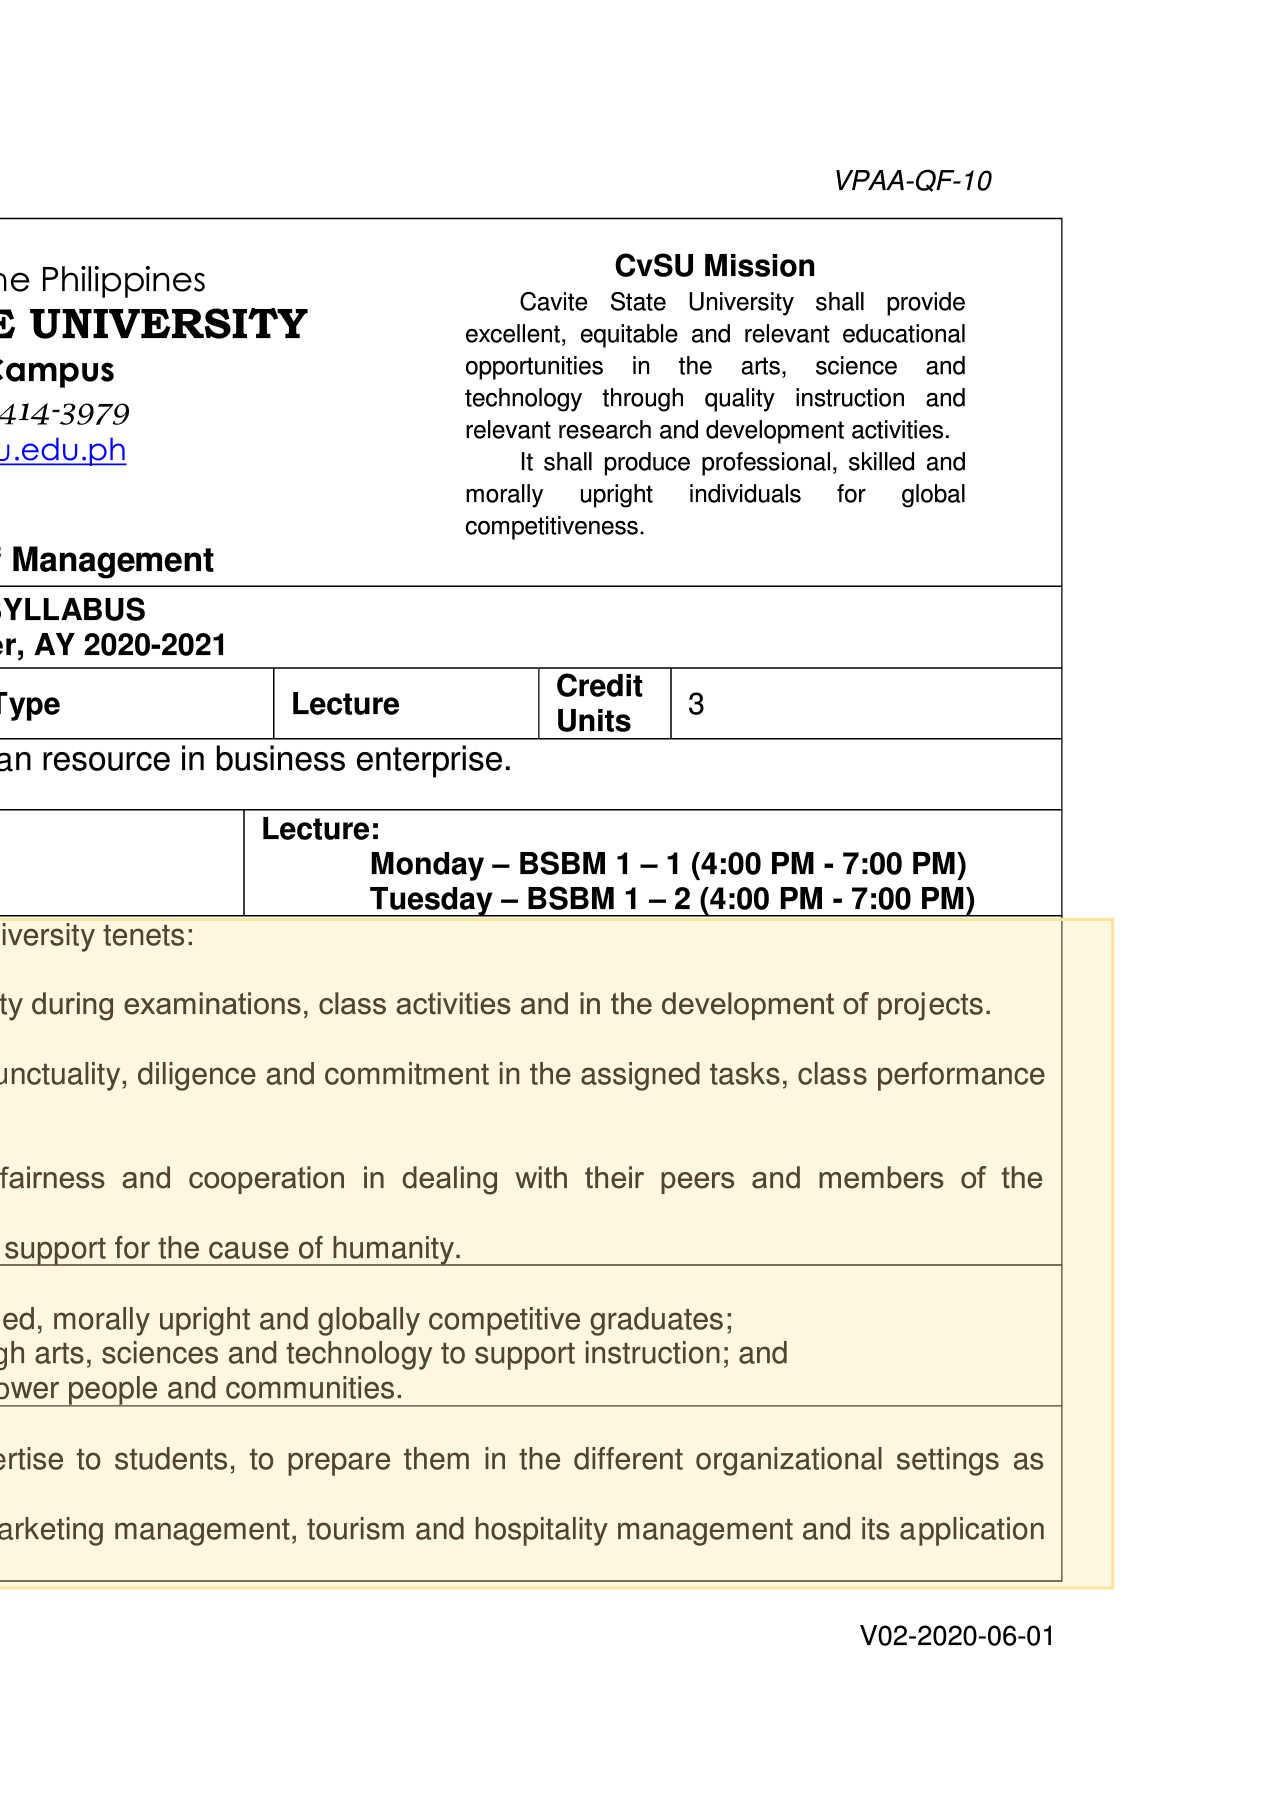 VPAA-QF-10
ne Philippines
E UNIVERSITY
Campus
414-3979
u.edu.ph
f Management
CvSU Mission
Cavite State University shall provide
excellent, equitable and relevant educational
opportunities in the arts, science and
technology through quality instruction and
relevant research and development activities.
It shall produce professional, skilled and
morally upright individuals for global
competitiveness.
SYLLABUS
er, AY 2020-2021
Type Lecture Credit Units 3
an resource in business enterprise.
Lecture:
Monday – BSBM 1 – 1 (4:00 PM - 7:00 PM)
Tuesday – BSBM 1 – 2 (4:00 PM - 7:00 PM)
iversity tenets:
ty during examinations, class activities and in the development of projects.
unctuality, diligence and commitment in the assigned tasks, class performance
fairness and cooperation in dealing with their peers and members of the
support for the cause of humanity.
ed, morally upright and globally competitive graduates;
gh arts, sciences and technology to support instruction; and
ower people and communities.
ertise to students, to prepare them in the different organizational settings as
arketing management, tourism and hospitality management and its application
V02-2020-06-01